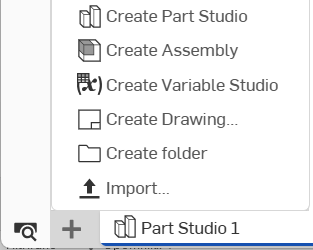 Create Part Studio
Create Assembly
(x) Create Variable Studio
Create Drawing...
Create folder
Import...
Part Studio 1